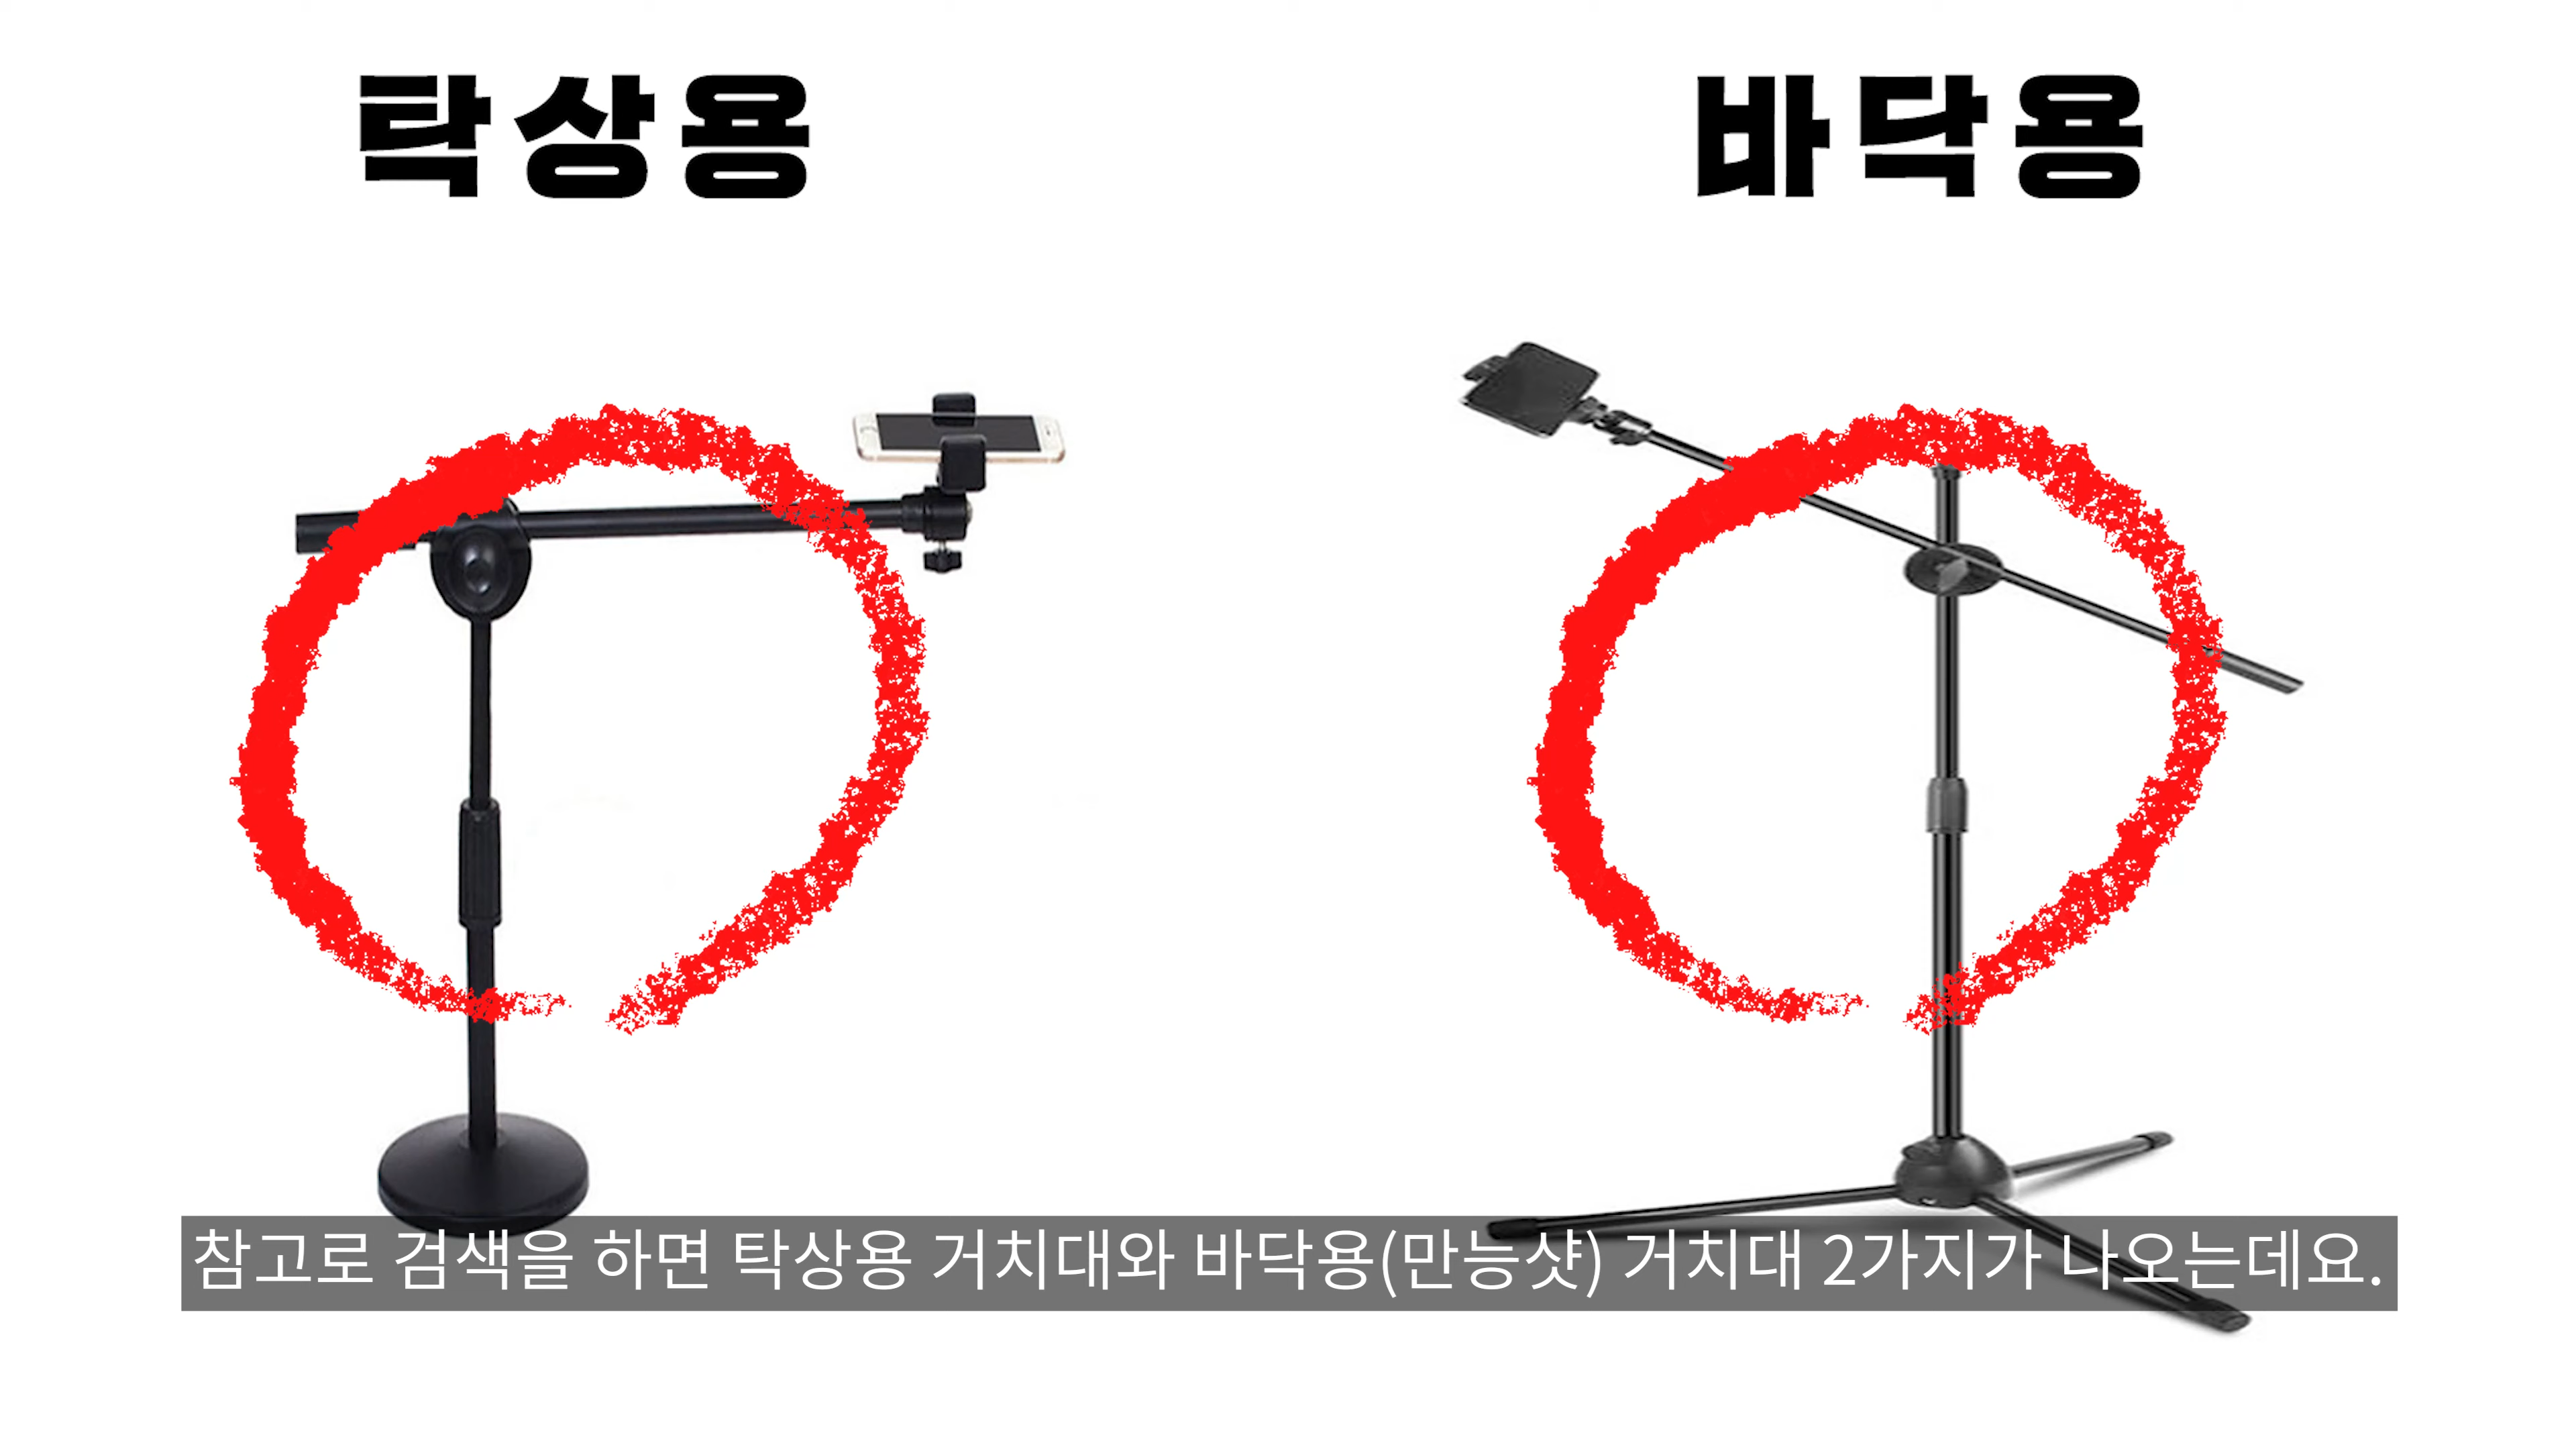 탁상용
바닥용
참고로 검색을 하면 탁상용 거치대와 바닥용(만능샷) 거치대 2가지가 나오는데요.